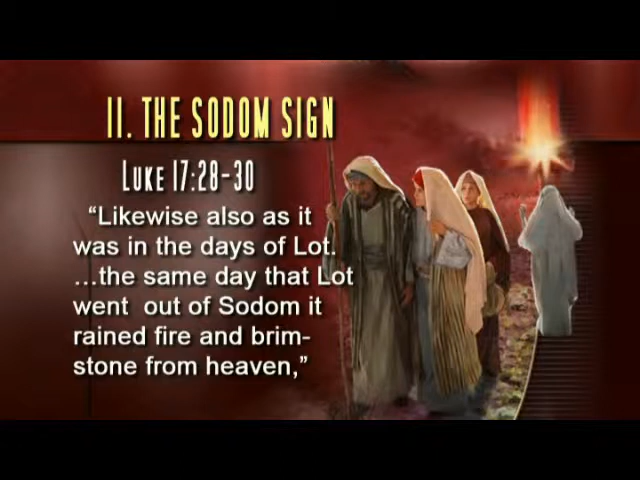 II. THE SODOM SIGN
LUKE 17:28-30
“Likewise also as it
was in the days of Lot.
…the same day that Lot
went out of Sodom it
rained fire and brim-
stone from heaven,”